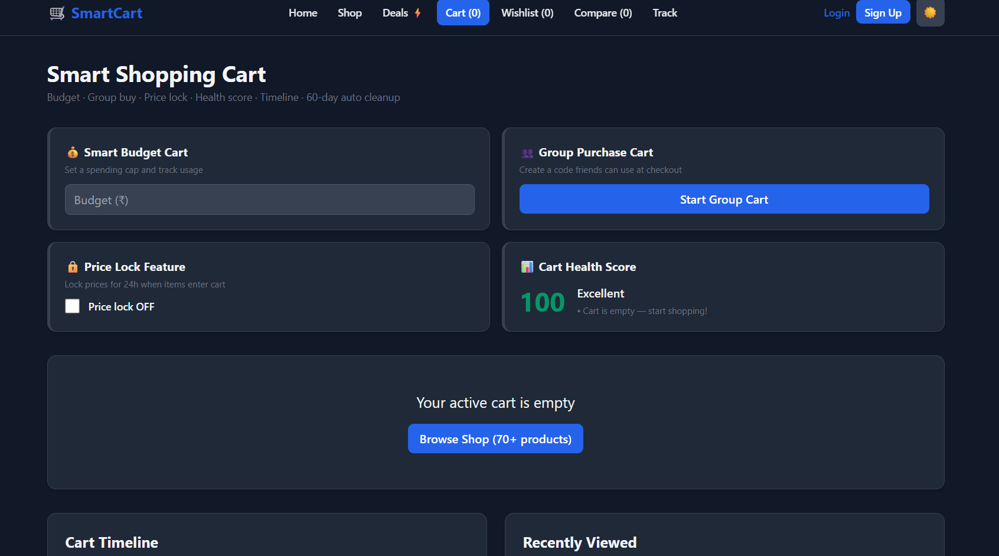 SmartCart
Home Shop Deals Cart (0) Wishlist (0) Compare (0) Track Login Sign Up
Smart Shopping Cart
Budget · Group buy · Price lock · Health score · Timeline · 60-day auto cleanup
Smart Budget Cart
Set a spending cap and track usage
Budget (₹)
Group Purchase Cart
Create a code friends can use at checkout
Start Group Cart
Price Lock Feature
Lock prices for 24h when items enter cart
Price lock OFF
Cart Health Score
100
Excellent
• Cart is empty — start shopping!
Your active cart is empty
Browse Shop (70+ products)
Cart Timeline
Recently Viewed